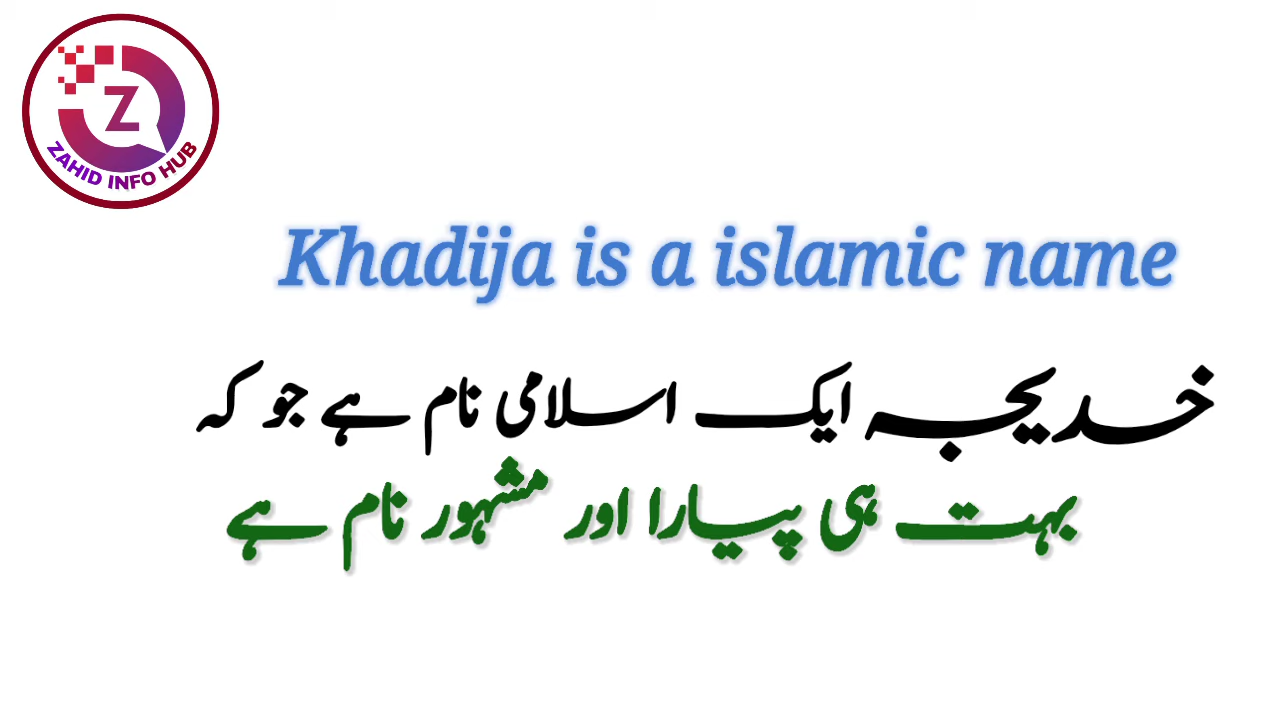 Z
ZAHID INFO HUB
Khadija is a islamic name
خدیجہ ایک اسلامی نام ہے جو کہ
بہت ہی پیارا اور مشہور نام ہے